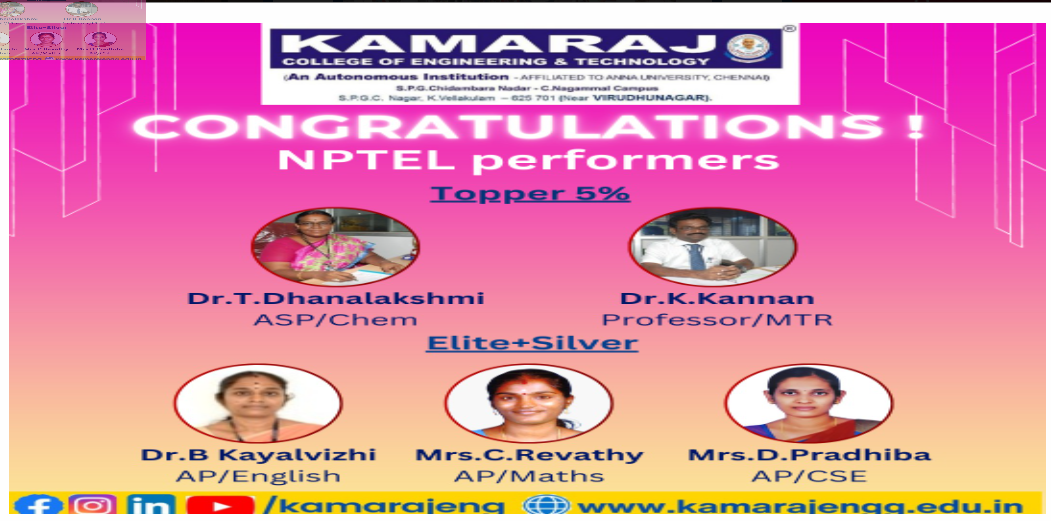 KAMARAJ ®
COLLEGE OF ENGINEERING & TECHNOLOGY
(An Autonomous Institution - AFFILIATED TO ANNA UNIVERSITY, CHENNAI)
S.P.G.Chidambara Nadar - C.Nagammal Campus
S.P.G.C. Nagar, K.Vellakulam – 625 701 (Near VIRUDHUNAGAR).
CONGRATULATIONS !
NPTEL performers
Topper 5%
Dr.T.Dhanalakshmi Dr.K.Kannan
ASP/Chem Professor/MTR
Elite+Silver
Dr.B Kayalvizhi Mrs.C.Revathy Mrs.D.Pradhiba
AP/English AP/Maths AP/CSE
/kamarajeng www.kamarajengg.edu.in